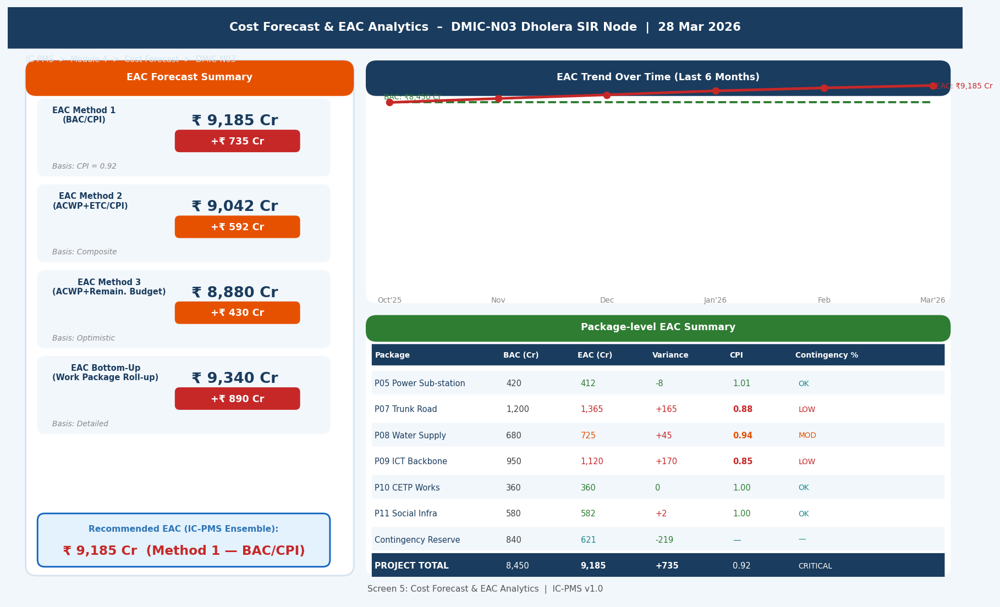 Cost Forecast & EAC Analytics – DMIC-N03 Dholera SIR Node | 28 Mar 2026
IC-PMS > Module 4 > Cost Forecast > DMIC-N03
EAC Forecast Summary
EAC Method 1
(BAC/CPI)
₹ 9,185 Cr
+₹ 735 Cr
Basis: CPI = 0.92
EAC Method 2
(ACWP+ETC/CPI)
₹ 9,042 Cr
+₹ 592 Cr
Basis: Composite
EAC Method 3
(ACWP+Remain. Budget)
₹ 8,880 Cr
+₹ 430 Cr
Basis: Optimistic
EAC Bottom-Up
(Work Package Roll-up)
₹ 9,340 Cr
+₹ 890 Cr
Basis: Detailed
Recommended EAC (IC-PMS Ensemble):
₹ 9,185 Cr (Method 1 — BAC/CPI)
EAC Trend Over Time (Last 6 Months)
EAC: ₹9,185 Cr
BAC: ₹8,450 Cr
Oct'25 Nov Dec Jan'26 Feb Mar'26
Package-level EAC Summary
Package BAC (Cr) EAC (Cr) Variance CPI Contingency %
P05 Power Sub-station 420 412 -8 1.01 OK
P07 Trunk Road 1,200 1,365 +165 0.88 LOW
P08 Water Supply 680 725 +45 0.94 MOD
P09 ICT Backbone 950 1,120 +170 0.85 LOW
P10 CETP Works 360 360 0 1.00 OK
P11 Social Infra 580 582 +2 1.00 OK
Contingency Reserve 840 621 -219 — —
PROJECT TOTAL 8,450 9,185 +735 0.92 CRITICAL
Screen 5: Cost Forecast & EAC Analytics | IC-PMS v1.0